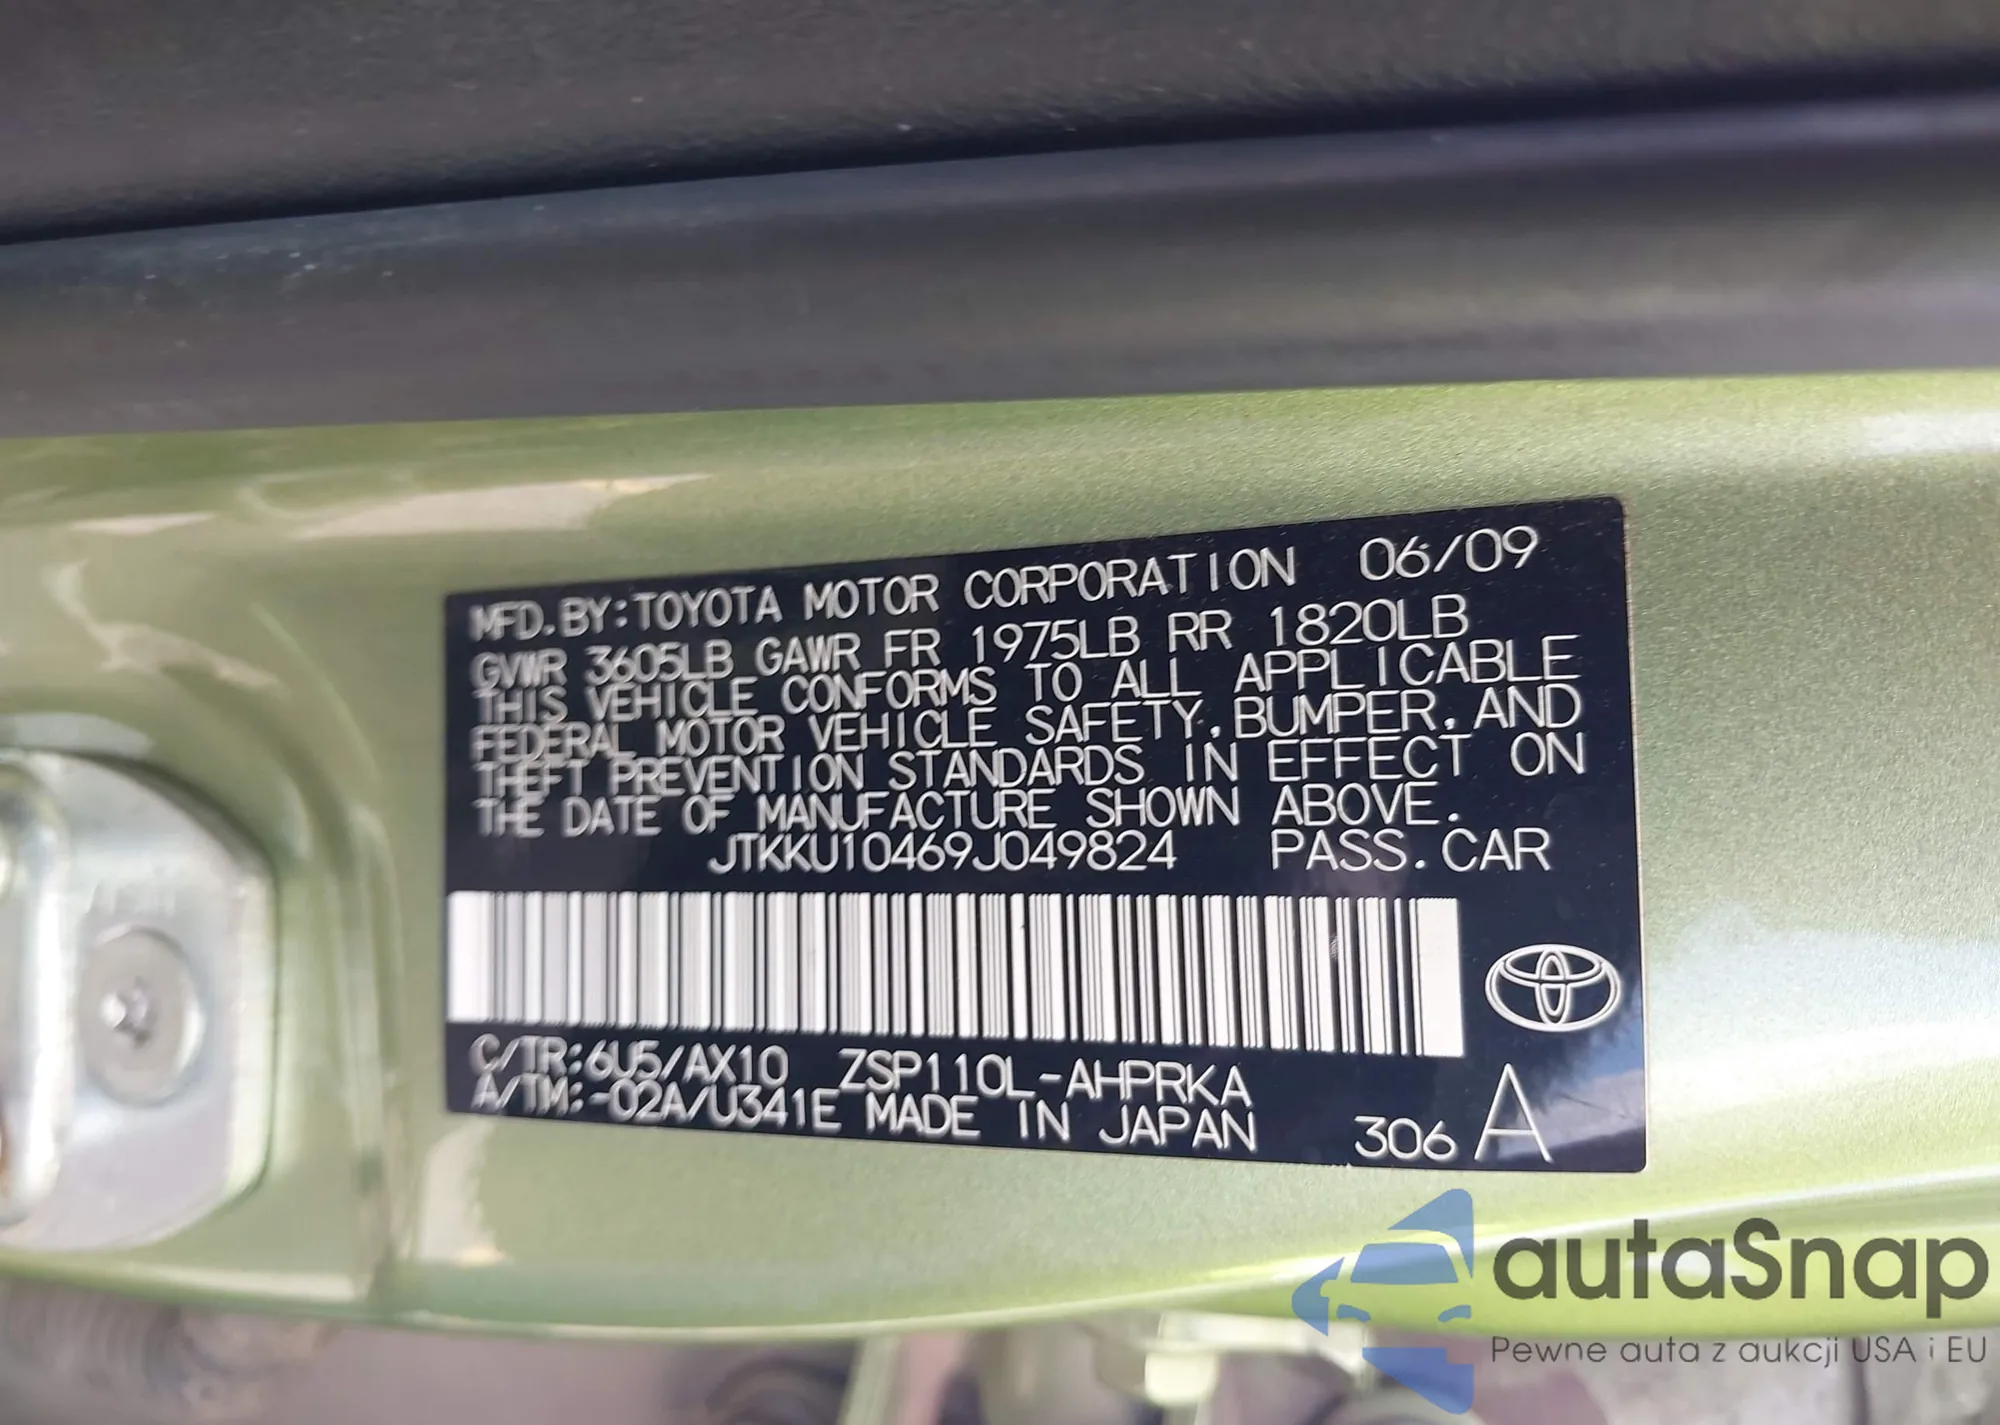 MFD.BY:TOYOTA MOTOR CORPORATION 06/09
GVWR 3605LB GAWR FR 1975LB RR 1820LB
THIS VEHICLE CONFORMS TO ALL APPLICABLE
FEDERAL MOTOR VEHICLE SAFETY,BUMPER,AND
THEFT PREVENTION STANDARDS IN EFFECT ON
THE DATE OF MANUFACTURE SHOWN ABOVE.
JTKKU10469J049824 PASS.CAR
C/TR:6U5/AX10 ZSP110L-AHPRKA
A/TM:-02A/U341E MADE IN JAPAN 306 A
autaSnap
Pewne auta z aukcji USA i EU